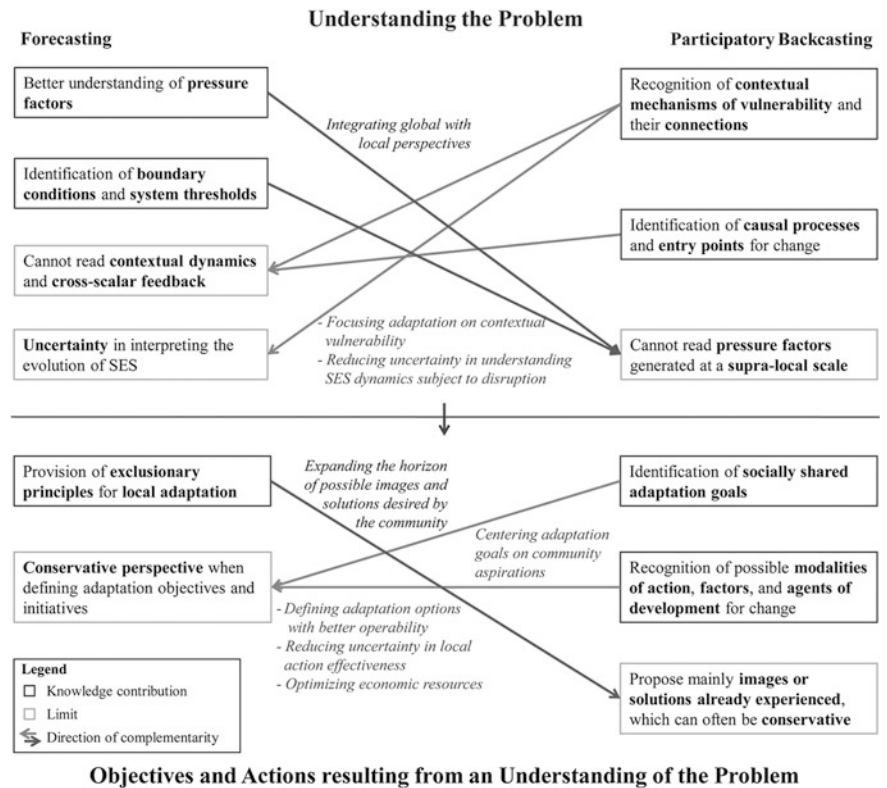 Understanding the Problem
Forecasting
Participatory Backcasting
Better understanding of pressure
factors
Recognition of contextual
mechanisms of vulnerability and
their connections
Integrating global with
local perspectives
Identification of boundary
conditions and system thresholds
Identification of causal processes
and entry points for change
Cannot read contextual dynamics
and cross-scalar feedback
- Focusing adaptation on contextual
vulnerability
- Reducing uncertainty in understanding
SES dynamics subject to disruption
Uncertainty in interpreting the
evolution of SES
Cannot read pressure factors
generated at a supra-local scale
Provision of exclusionary
principles for local adaptation
Expanding the horizon
of possible images and
solutions desired by
the community
Identification of socially shared
adaptation goals
Centering adaptation
goals on community
aspirations
Conservative perspective when
defining adaptation objectives and
initiatives
Recognition of possible modalities
of action, factors, and agents of
development for change
- Defining adaptation options
with better operability
- Reducing uncertainty in local
action effectiveness
- Optimizing economic resources
Legend
Knowledge contribution
Limit
Direction of complementarity
Propose mainly images or
solutions already experienced,
which can often be conservative
Objectives and Actions resulting from an Understanding of the Problem